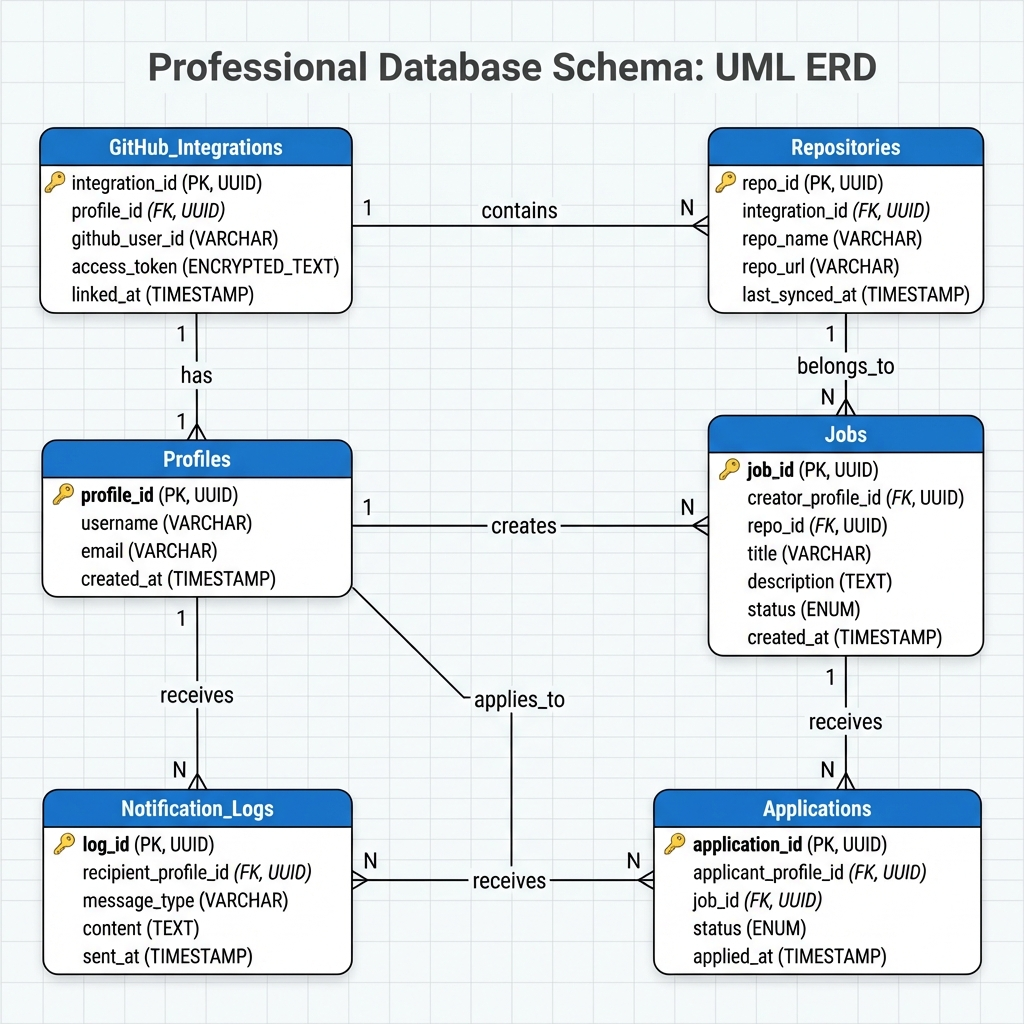 Professional Database Schema: UML ERD
GitHub_Integrations
integration_id (PK, UUID)
profile_id (FK, UUID)
github_user_id (VARCHAR)
access_token (ENCRYPTED_TEXT)
linked_at (TIMESTAMP)
1
contains
N
Repositories
repo_id (PK, UUID)
integration_id (FK, UUID)
repo_name (VARCHAR)
repo_url (VARCHAR)
last_synced_at (TIMESTAMP)
1
has
1
1
belongs_to
N
Profiles
profile_id (PK, UUID)
username (VARCHAR)
email (VARCHAR)
created_at (TIMESTAMP)
1
creates
N
Jobs
job_id (PK, UUID)
creator_profile_id (FK, UUID)
repo_id (FK, UUID)
title (VARCHAR)
description (TEXT)
status (ENUM)
created_at (TIMESTAMP)
1
receives
N
applies_to
1
receives
N
Notification_Logs
log_id (PK, UUID)
recipient_profile_id (FK, UUID)
message_type (VARCHAR)
content (TEXT)
sent_at (TIMESTAMP)
N
receives
N
Applications
application_id (PK, UUID)
applicant_profile_id (FK, UUID)
job_id (FK, UUID)
status (ENUM)
applied_at (TIMESTAMP)